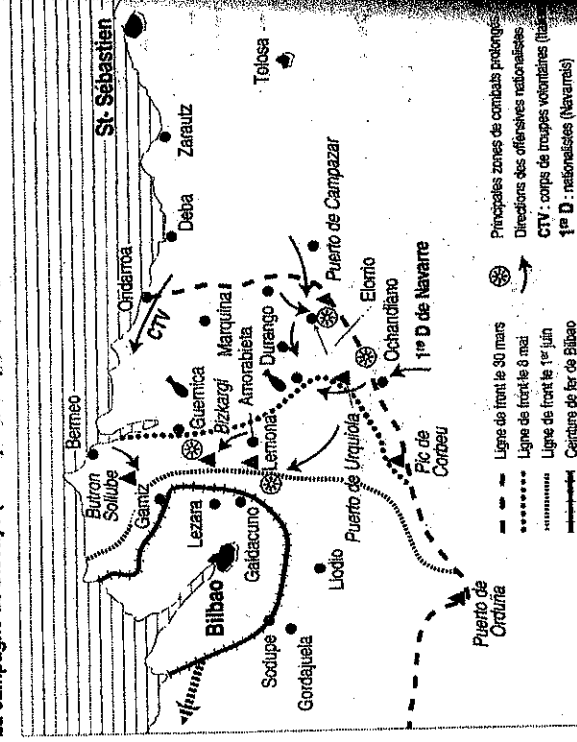 St-Sébastien
Tolosa
Zarautz
Deba
Ondarroa
CTV
Puerto de Campazar
Marquina
Elorrio
Durango
Ochandiano
1re D de Navarre
Bermeo
Guernica
Bizkargi
Amorabieta
Butron
Sollube
Gamiz
Lemona
Puerto de Urquiola
Pic de
Gorbeu
Lezara
Galdacuno
Bilbao
Llodio
Sodupe
Gordajuela
Puerto de
Orduña
Ligne de front le 30 mars
Ligne de front le 8 mai
Ligne de front le 1er juin
Ceinture de fer de Bilbao
Principales zones de combats prolongés
Directions des offensives nationalistes
CTV : corps de troupes volontaires
1re D : nationalistes (Navarrais)